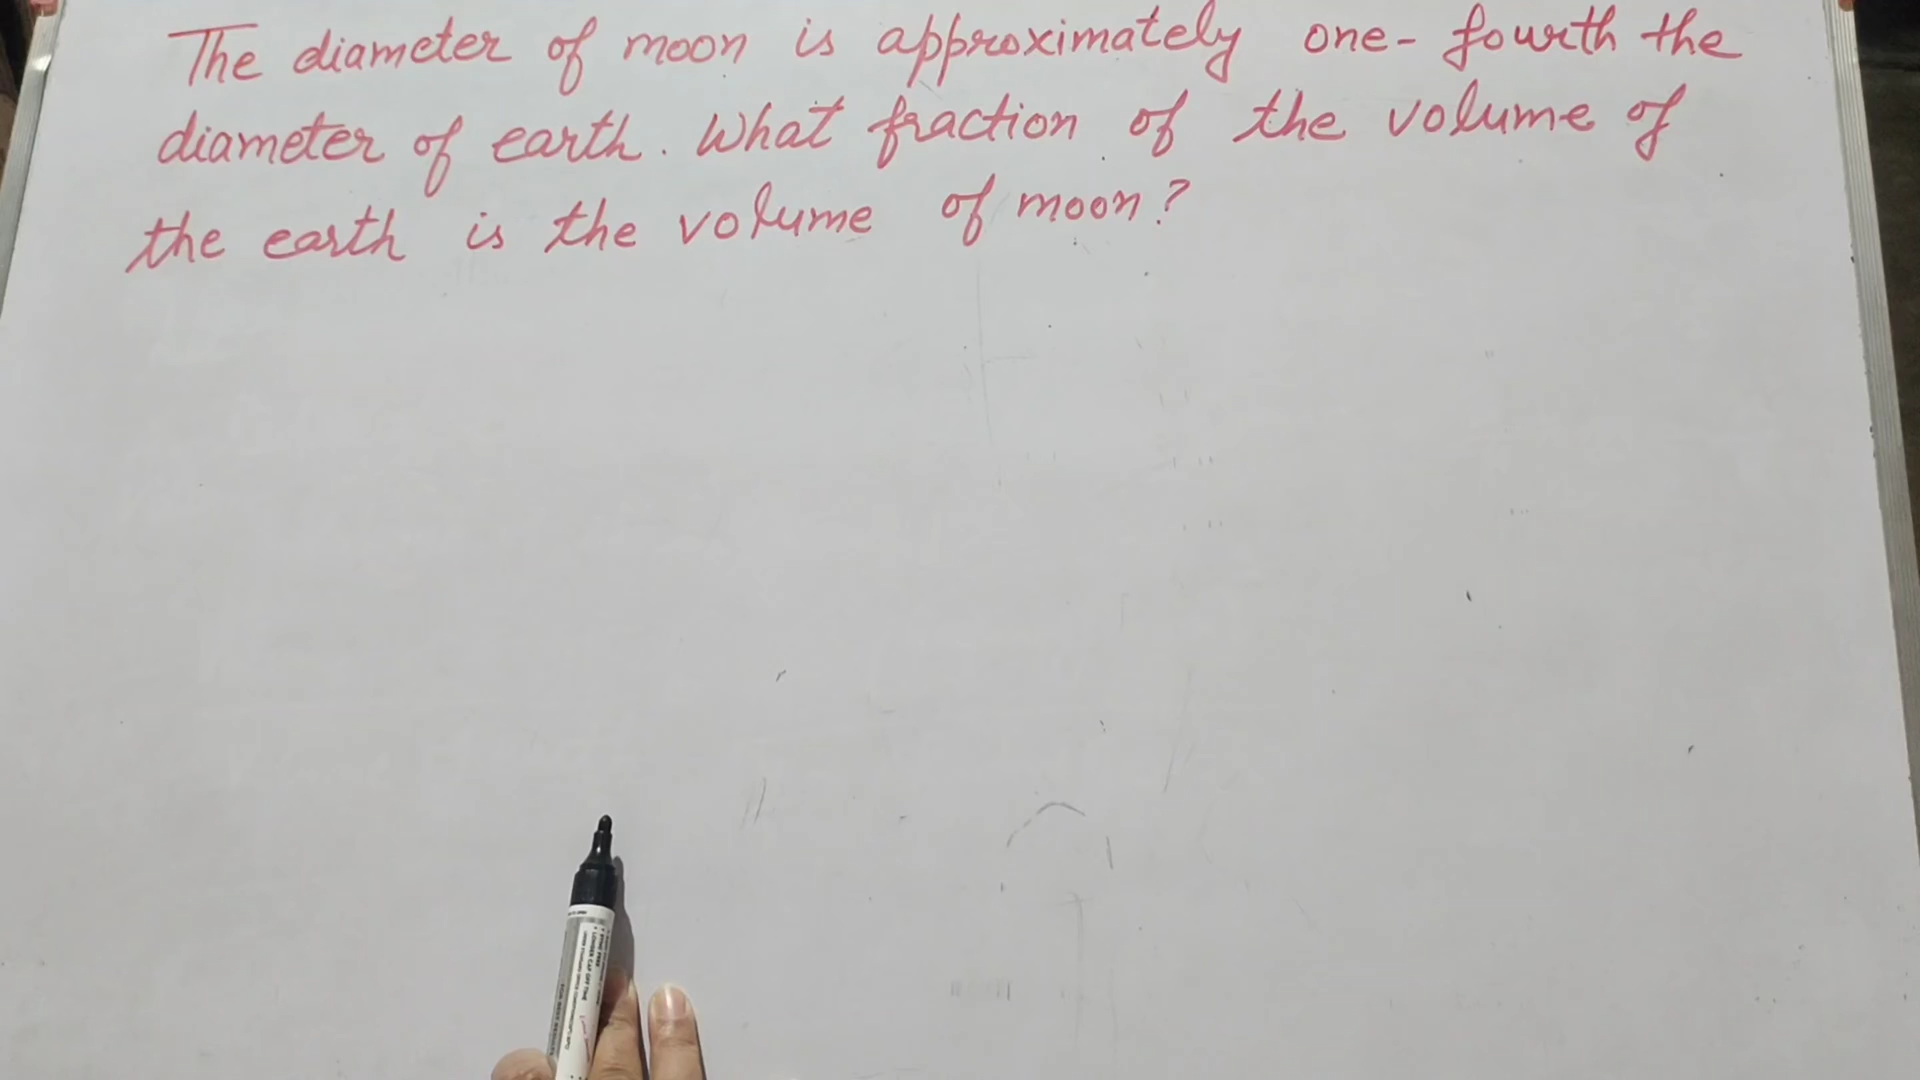 The diameter of moon is approximately one-fourth the
diameter of earth. What fraction of the volume of
the earth is the volume of moon?